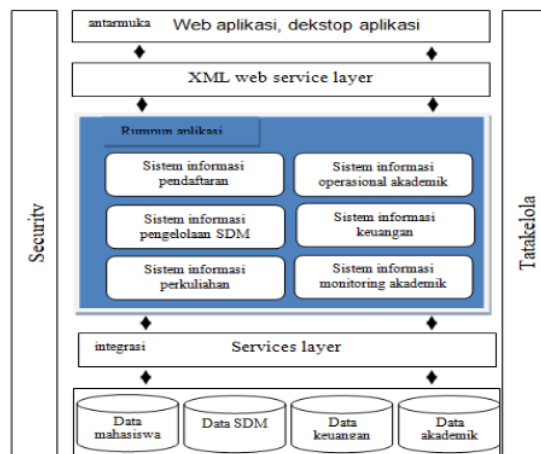 antarmuka Web aplikasi, dekstop aplikasi
XML web service layer
Rumpun aplikasi
Sistem informasi
pendaftaran
Sistem informasi
operasional akademik
Sistem informasi
pengelolaan SDM
Sistem informasi
keuangan
Sistem informasi
perkuliahan
Sistem informasi
monitoring akademik
integrasi Services layer
Data
mahasiswa
Data SDM
Data
keuangan
Data
akademik
Security
Tatakelola